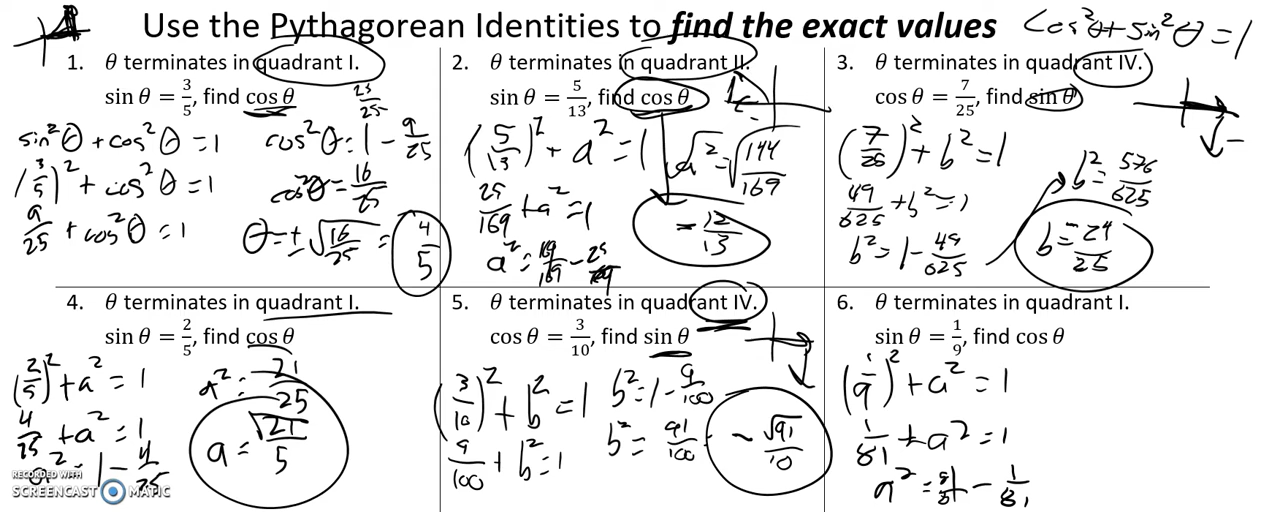 Use the Pythagorean Identities to find the exact values
cos²θ + sin²θ = 1
1. θ terminates in quadrant I.
sin θ = 3/5, find cos θ
25/25
sin²θ + cos²θ = 1
(3/5)² + cos²θ = 1
9/25 + cos²θ = 1
cos²θ = 1 - 9/25
cos²θ = 16/25
θ = ±√16/25 = 4/5
2. θ terminates in quadrant II.
sin θ = 5/13, find cos θ
(5/13)² + a² = 1
25/169 + a² = 1
a² = 169/169 - 25/169
√a² = √144/169
- 12/13
3. θ terminates in quadrant IV.
cos θ = 7/25, find sin θ
(7/25)² + b² = 1
49/625 + b² = 1
b² = 1 - 49/625
b² = 576/625
b = -24/25
4. θ terminates in quadrant I.
sin θ = 2/5, find cos θ
(2/5)² + a² = 1
4/25 + a² = 1
a² = 1 - 4/25
a² = 21/25
a = √21/5
5. θ terminates in quadrant IV.
cos θ = 3/10, find sin θ
(3/10)² + b² = 1
9/100 + b² = 1
b² = 1 - 9/100
b² = 91/100 =
- √91/10
6. θ terminates in quadrant I.
sin θ = 1/9, find cos θ
(1/9)² + a² = 1
1/81 + a² = 1
a² = 81/81 - 1/81
RECORDED WITH
SCREENCAST MATIC